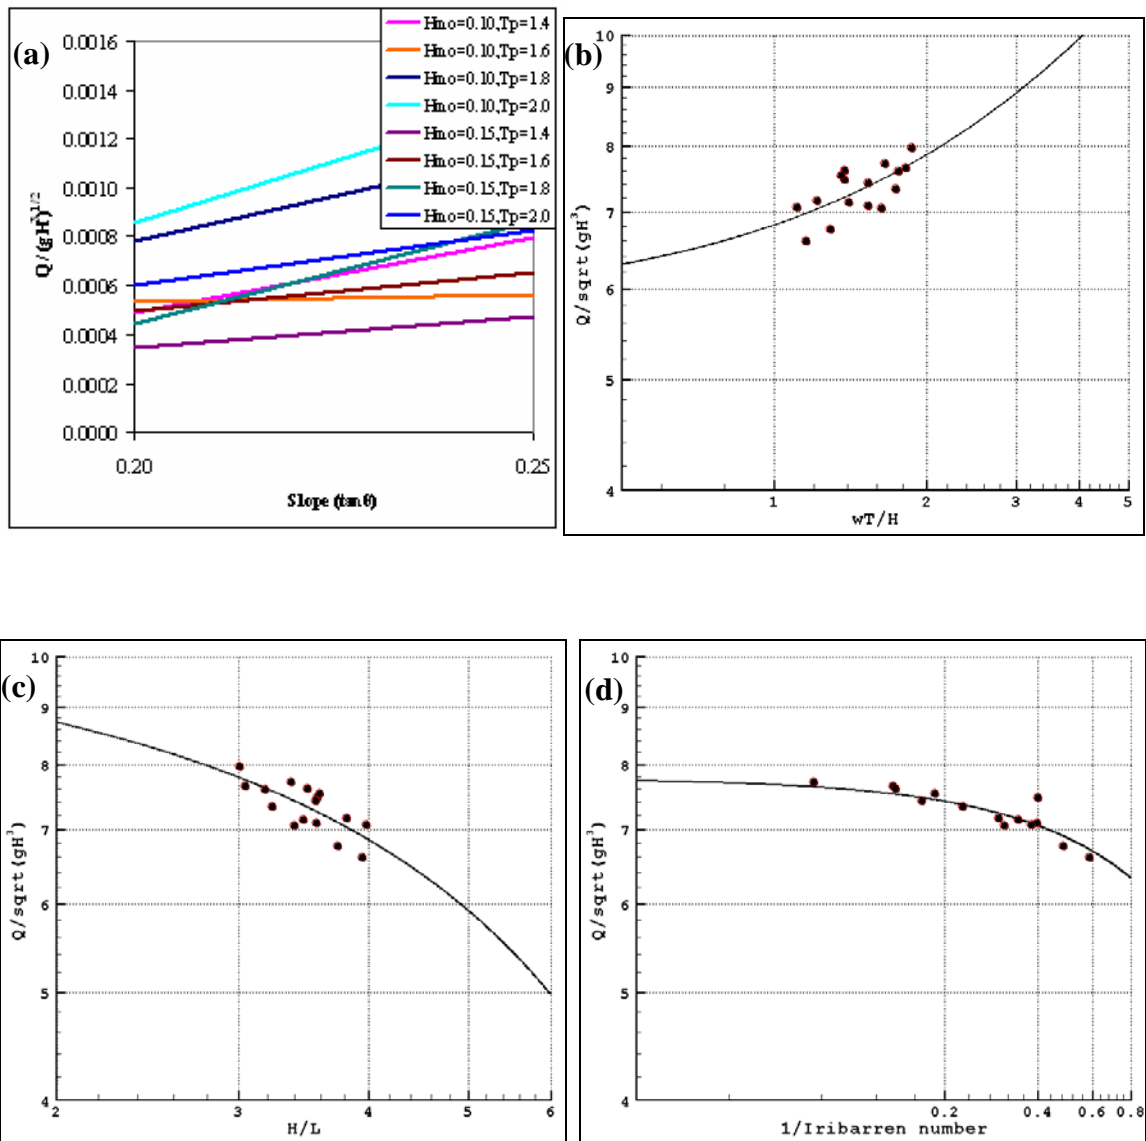 (a)
0.0016
0.0014
0.0012
0.0010
0.0008
0.0006
0.0004
0.0002
0.0000
Q/(gH³)^1/2
0.20
0.25
Slope (tanθ)
Hmo=0.10,Tp=1.4
Hmo=0.10,Tp=1.6
Hmo=0.10,Tp=1.8
Hmo=0.10,Tp=2.0
Hmo=0.15,Tp=1.4
Hmo=0.15,Tp=1.6
Hmo=0.15,Tp=1.8
Hmo=0.15,Tp=2.0
(b)
10
9
8
7
6
5
4
Q/sqrt(gH³)
1
2
3
4
5
wT/H
(c)
10
9
8
7
6
5
4
Q/sqrt(gH³)
2
3
4
5
6
H/L
(d)
10
9
8
7
6
5
4
Q/sqrt(gH³)
0.2
0.4
0.6
0.8
1/Iribarren number